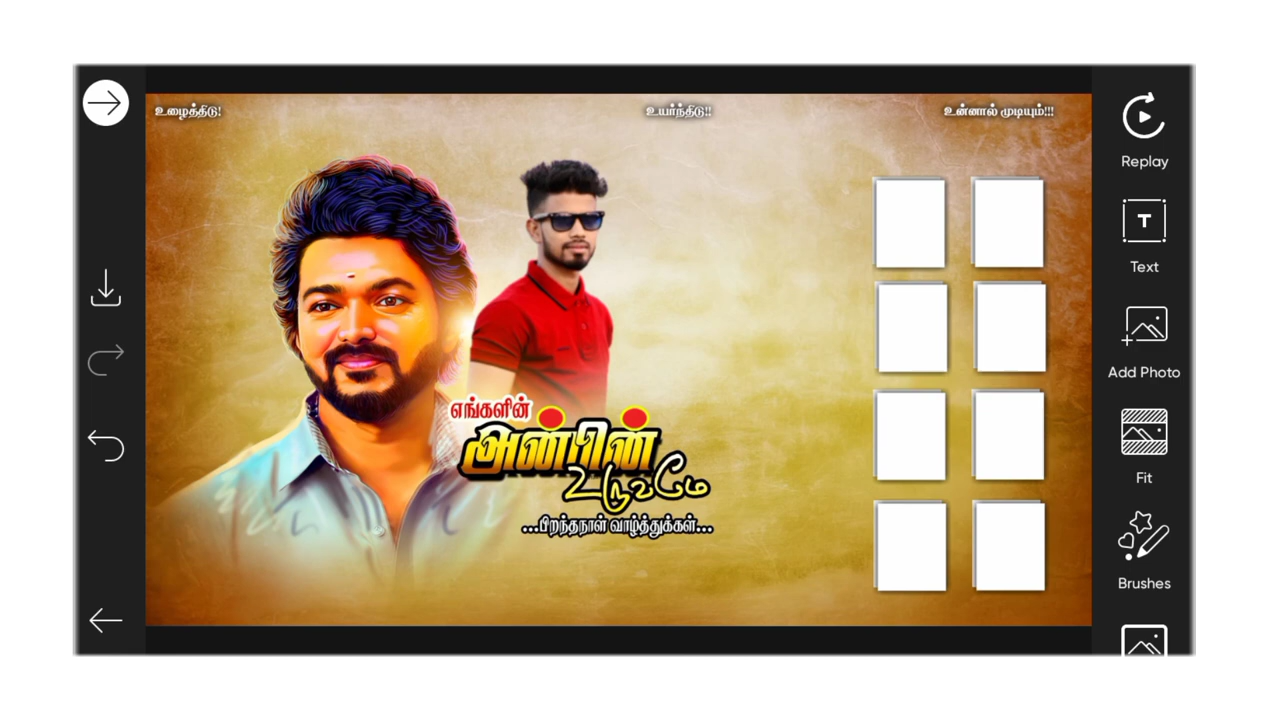 உழைத்திடு!
உயர்ந்திடு!!
உன்னால் முடியும்!!!
எங்களின்
அன்பின்
உருவமே
...பிறந்தநாள் வாழ்த்துக்கள்...
Replay
Text
Add Photo
Fit
Brushes